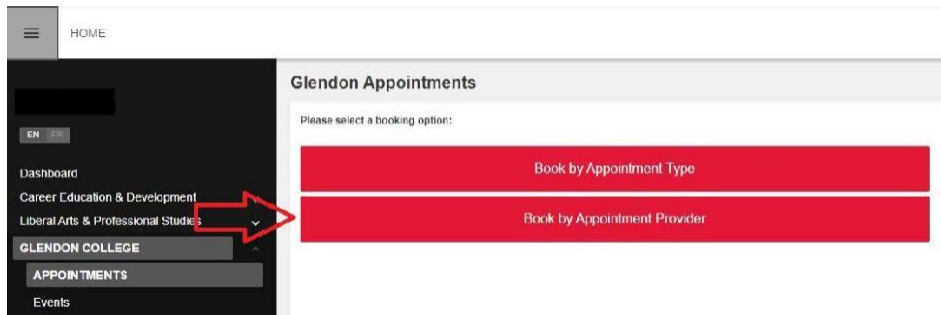 HOME
Glendon Appointments
Please select a booking option:
EN FR
Book by Appointment Type
Dashboard
Career Education & Development
Liberal Arts & Professional Studies
Book by Appointment Provider
GLENDON COLLEGE
APPOINTMENTS
Events